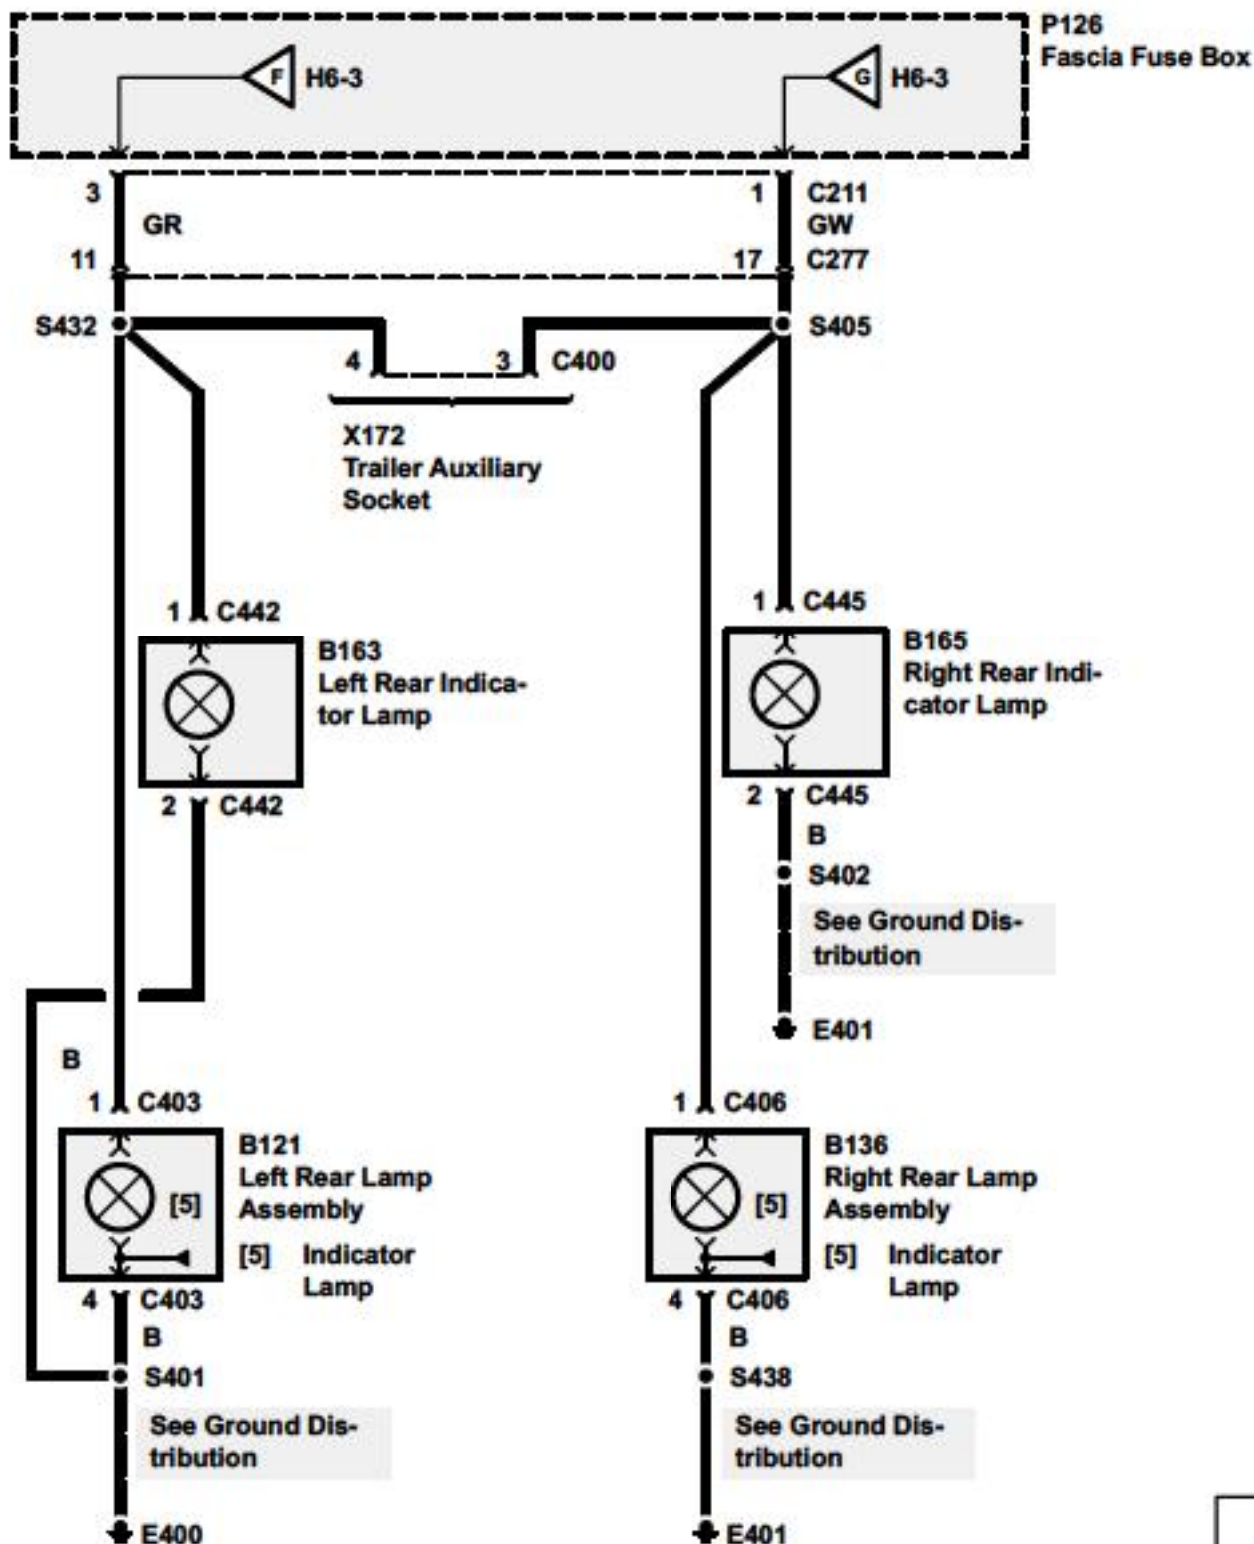 P126
Fascia Fuse Box
F H6-3
G H6-3
3
1 C211
GR
GW
11
17 C277
S432
S405
4
3 C400
X172
Trailer Auxiliary
Socket
1 C442
B163
Left Rear Indica-
tor Lamp
2 C442
1 C445
B165
Right Rear Indi-
cator Lamp
2 C445
B
S402
See Ground Dis-
tribution
E401
B
1 C403
B121
Left Rear Lamp
Assembly
[5]
[5] Indicator
Lamp
4 C403
B
S401
See Ground Dis-
tribution
E400
1 C406
B136
Right Rear Lamp
Assembly
[5]
[5] Indicator
Lamp
4 C406
B
S438
See Ground Dis-
tribution
E401